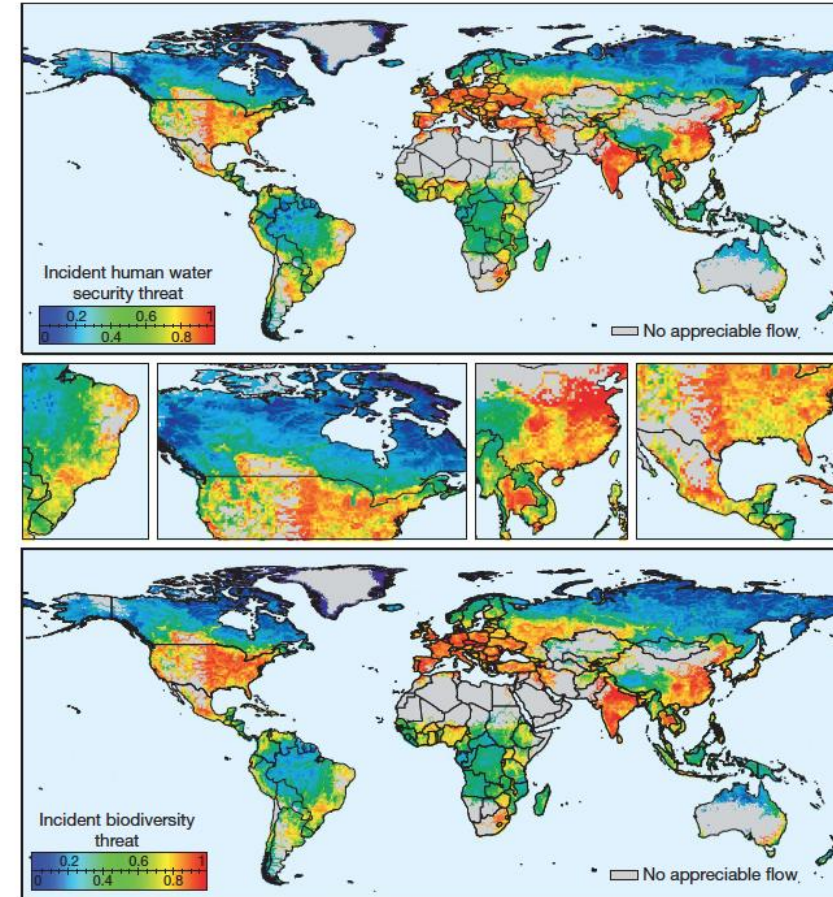 Incident human water
security threat
0.2 0.6 1
0 0.4 0.8
No appreciable flow
Incident biodiversity
threat
0.2 0.6 1
0 0.4 0.8
No appreciable flow